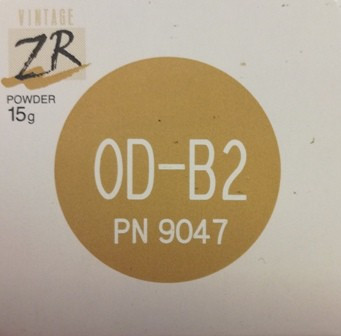 VINTAGE
ZR
POWDER
15g
OD-B2
PN 9047